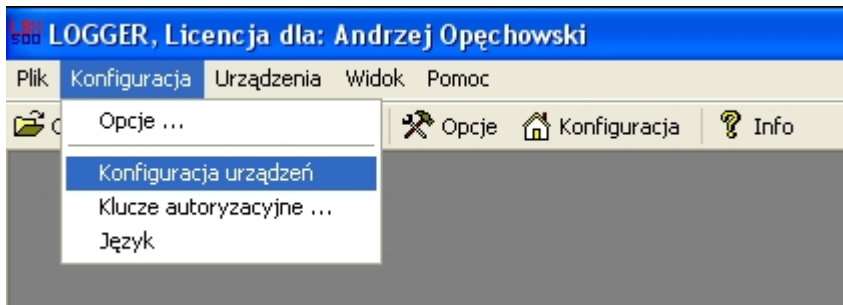 LOGGER, Licencja dla: Andrzej Opęchowski
Plik Konfiguracja Urządzenia Widok Pomoc
Opcje ... Opcje Konfiguracja Info
Konfiguracja urządzeń
Klucze autoryzacyjne ...
Język